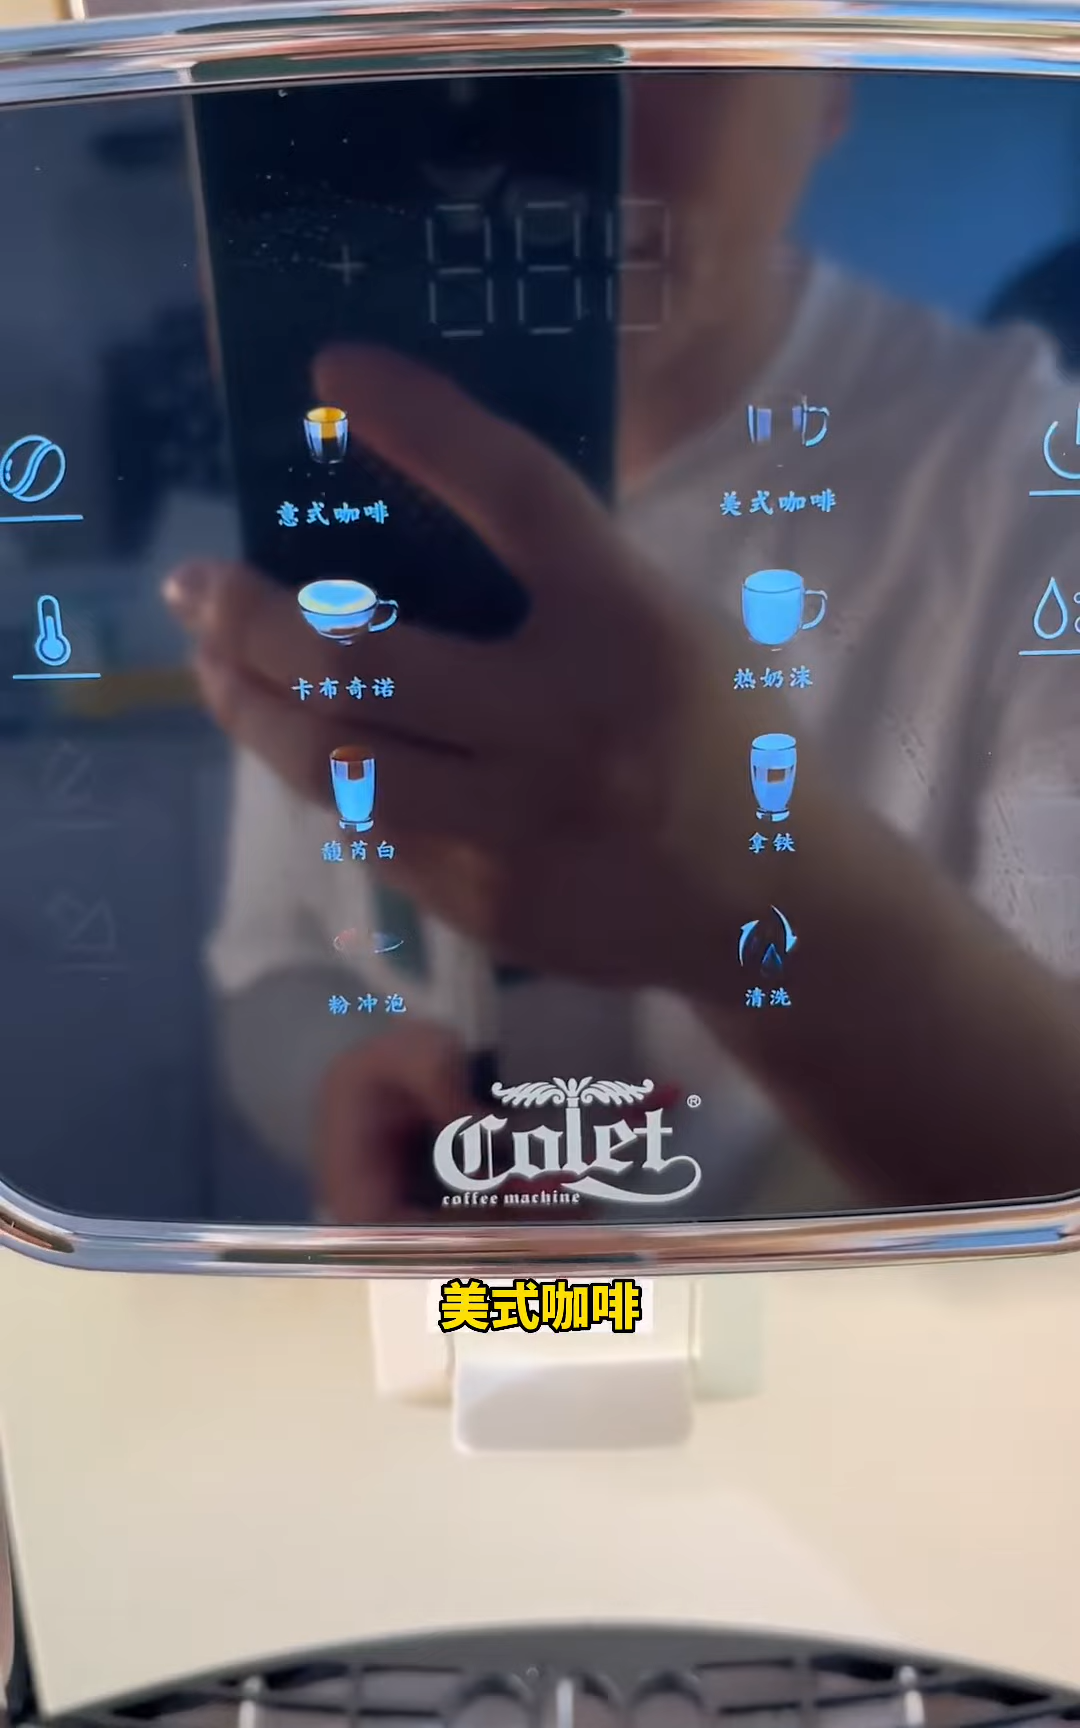 意式咖啡
美式咖啡
卡布奇诺
热奶沫
馥芮白
拿铁
粉冲泡
清洗
Colet®
coffee machine
美式咖啡